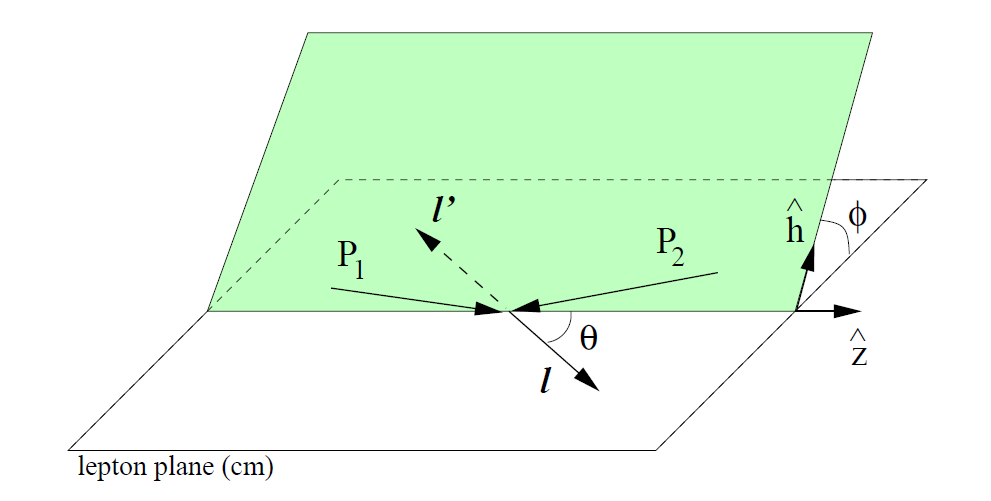 l’
P1
P2
ĥ
ϕ
θ
ẑ
l
lepton plane (cm)